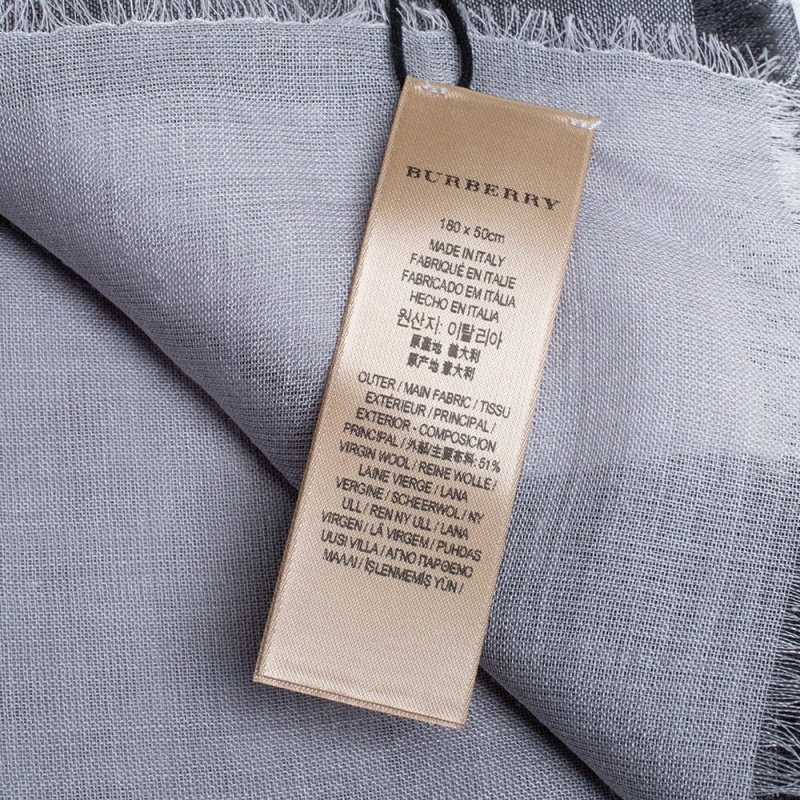 BURBERRY
180 x 50cm
MADE IN ITALY
FABRIQUÉ EN ITALIE
FABRICADO EM ITÁLIA
HECHO EN ITALIA
원산지: 이탈리아
原產地 義大利
原产地 意大利
OUTER / MAIN FABRIC / TISSU
EXTÉRIEUR / PRINCIPAL /
EXTERIOR - COMPOSICION
PRINCIPAL / 外部/主要布料: 51%
VIRGIN WOOL / REINE WOLLE /
LAINE VIERGE / LANA
VERGINE / SCHEERWOL / NY
ULL / REN NY ULL / LANA
VIRGEN / LÃ VIRGEM / PUHDAS
UUSI VILLA / ΑΓΝΟ ΠΑΡΘΕΝΟ
ΜΑΛΛΙ / İŞLENMEMİŞ YÜN /